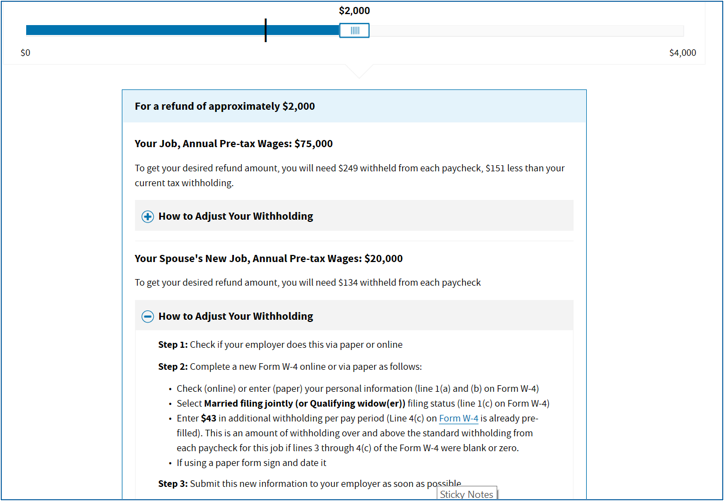 $2,000
$0
$4,000
For a refund of approximately $2,000
Your Job, Annual Pre-tax Wages: $75,000
To get your desired refund amount, you will need $249 withheld from each paycheck, $151 less than your
current tax withholding.
How to Adjust Your Withholding
Your Spouse's New Job, Annual Pre-tax Wages: $20,000
To get your desired refund amount, you will need $134 withheld from each paycheck
How to Adjust Your Withholding
Step 1: Check if your employer does this via paper or online
Step 2: Complete a new Form W-4 online or via paper as follows:
• Check (online) or enter (paper) your personal information (line 1(a) and (b) on Form W-4)
• Select Married filing jointly (or Qualifying widow(er)) filing status (line 1(c) on Form W-4)
• Enter $43 in additional withholding per pay period (Line 4(c) on Form W-4 is already pre-
filled). This is an amount of withholding over and above the standard withholding from
each paycheck for this job if lines 3 through 4(c) of the Form W-4 were blank or zero.
• If using a paper form sign and date it
Step 3: Submit this new information to your employer as soon as possible
Sticky Notes